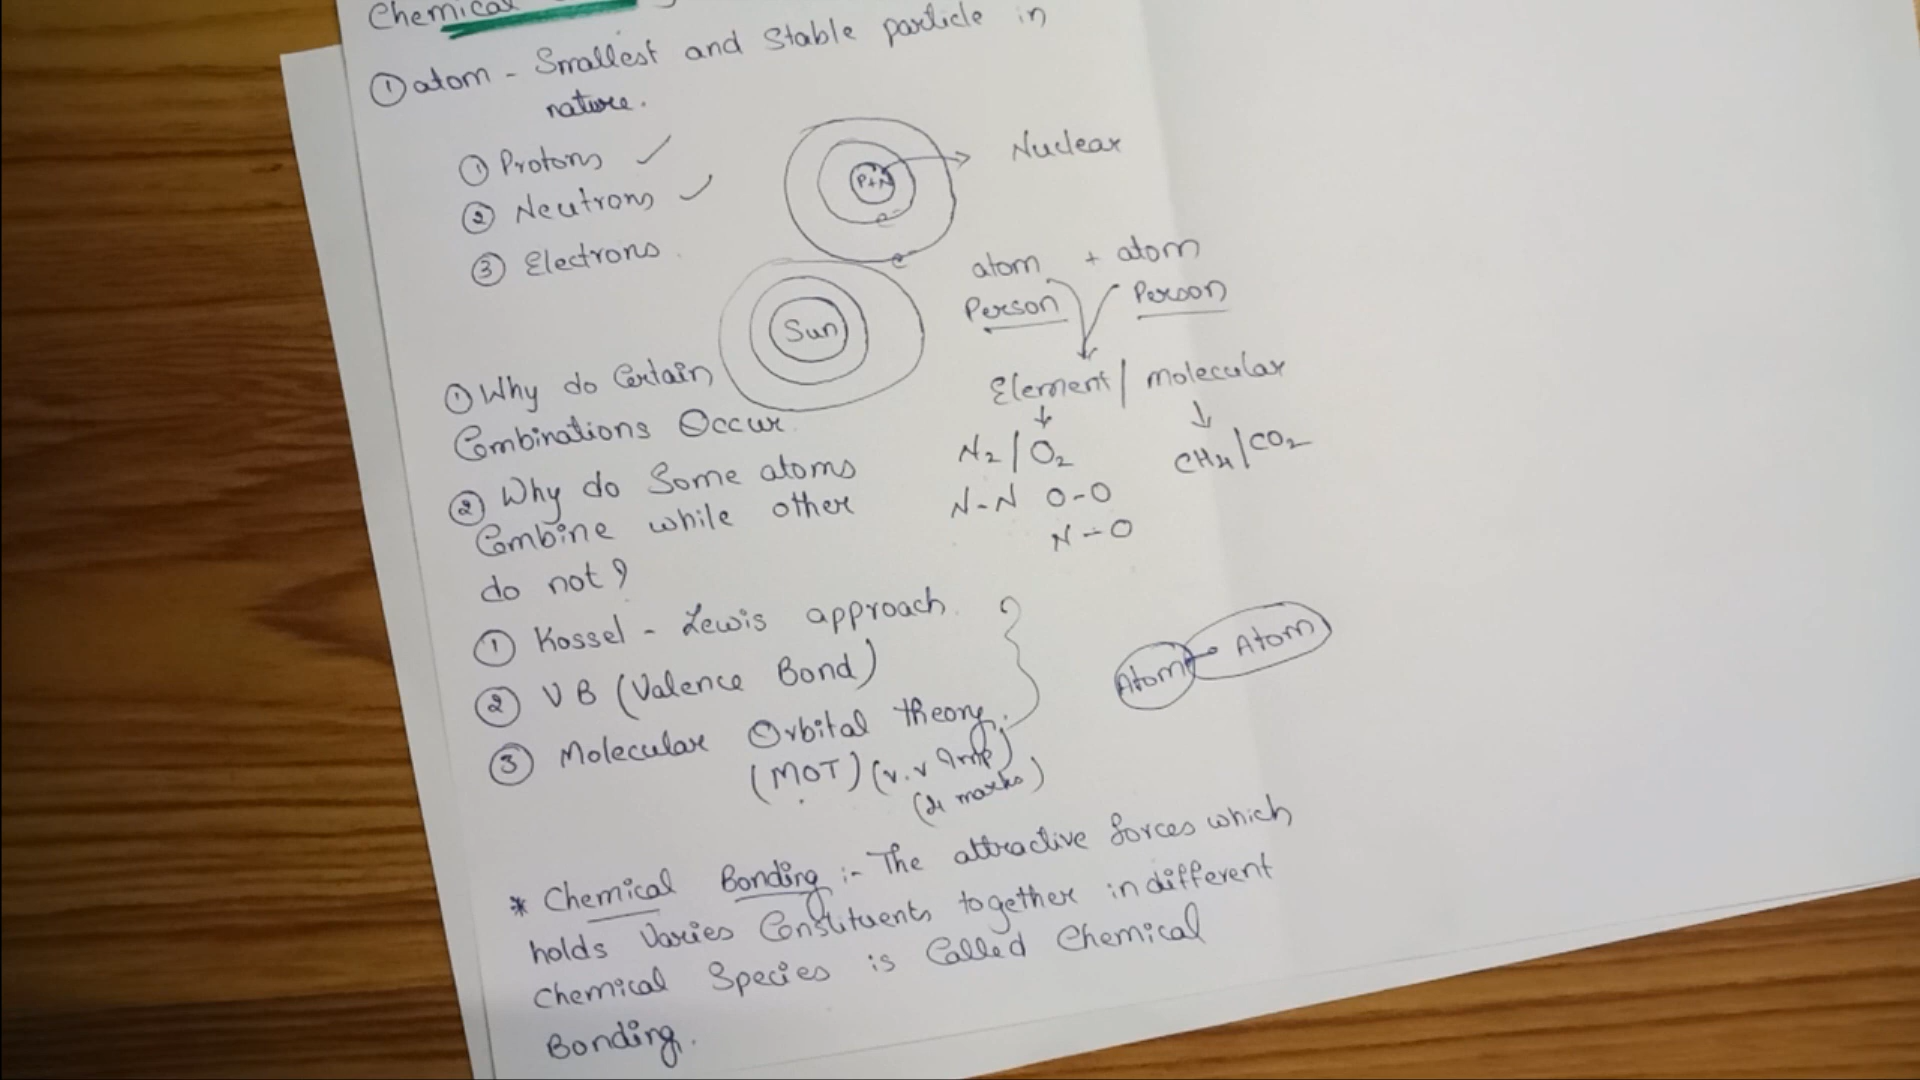 Chemical
① atom - Smallest and Stable particle in
nature.
① Protons ✓
② Neutrons ✓
③ Electrons.
P+N
Nuclear
e-
e-
Sun
atom + atom
Person Person
Element / molecular
↓ ↓
N2 / O2 CH4 / CO2
N-N O-O
N-O
① Why do Certain
Combinations Occur.
② Why do Some atoms
Combine while other
do not?
① Kossel - Lewis approach.
② VB (Valence Bond)
③ Molecular Orbital theory.
(MOT) (v.v Imp)
(4 marks)
Atom - Atom
* Chemical Bonding :- The attractive forces which
holds Varies Constituents together in different
Chemical Species is Called Chemical
Bonding.